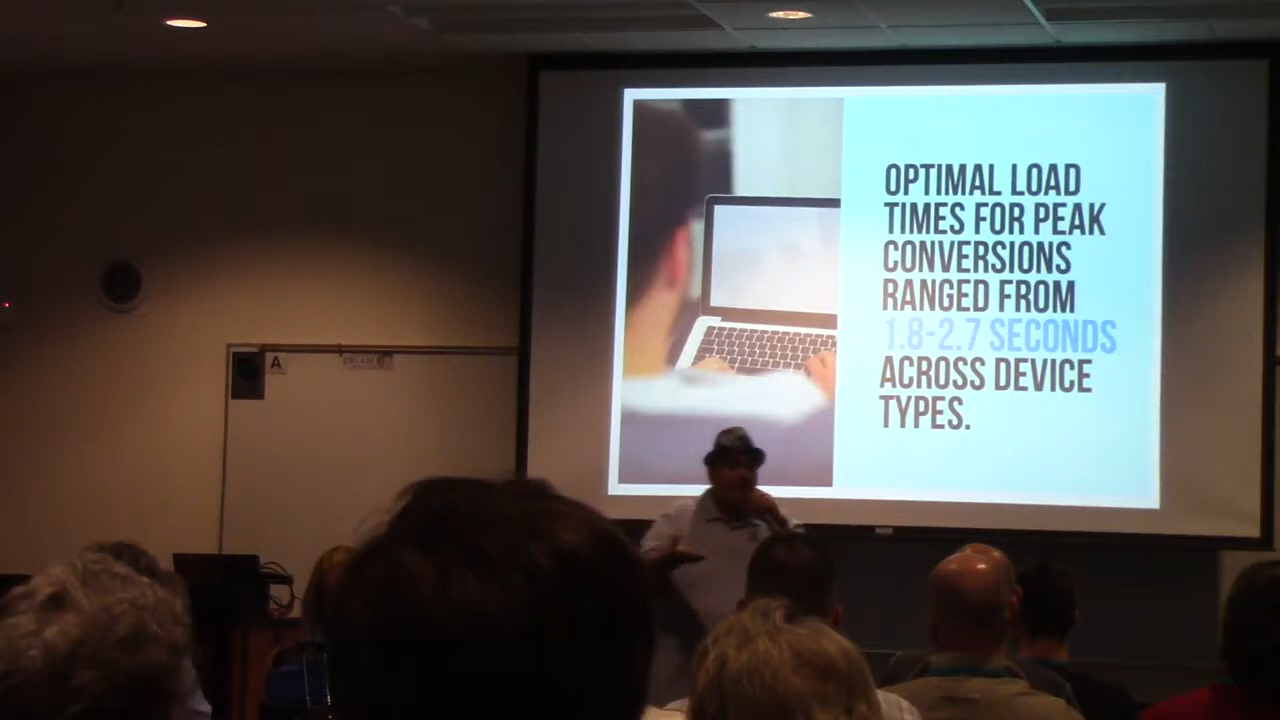 OPTIMAL LOAD
TIMES FOR PEAK
CONVERSIONS
RANGED FROM
1.8-2.7 SECONDS
ACROSS DEVICE
TYPES.
A